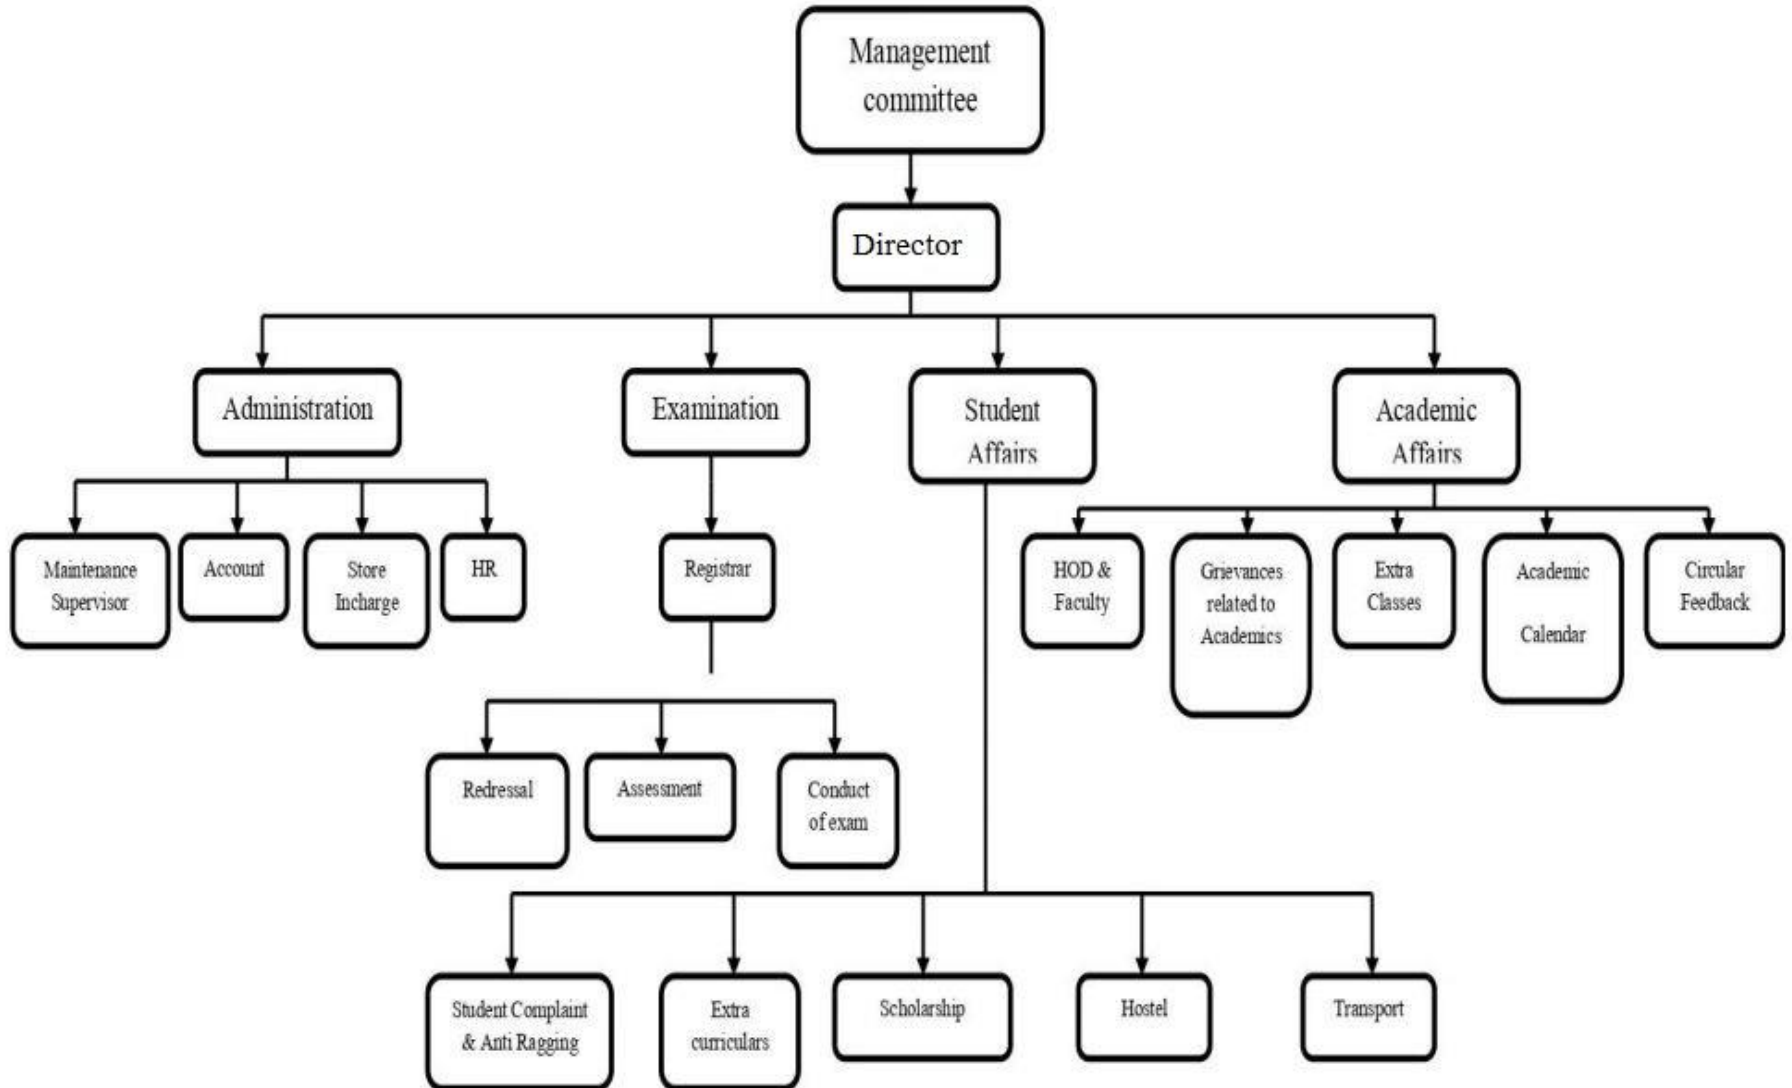 Management
committee
Director
Administration
Examination
Student
Affairs
Academic
Affairs
Maintenance
Supervisor
Account
Store
Incharge
HR
Registrar
HOD &
Faculty
Grievances
related to
Academics
Extra
Classes
Academic
Calendar
Circular
Feedback
Redressal
Assessment
Conduct
of exam
Student Complaint
& Anti Ragging
Extra
curriculars
Scholarship
Hostel
Transport